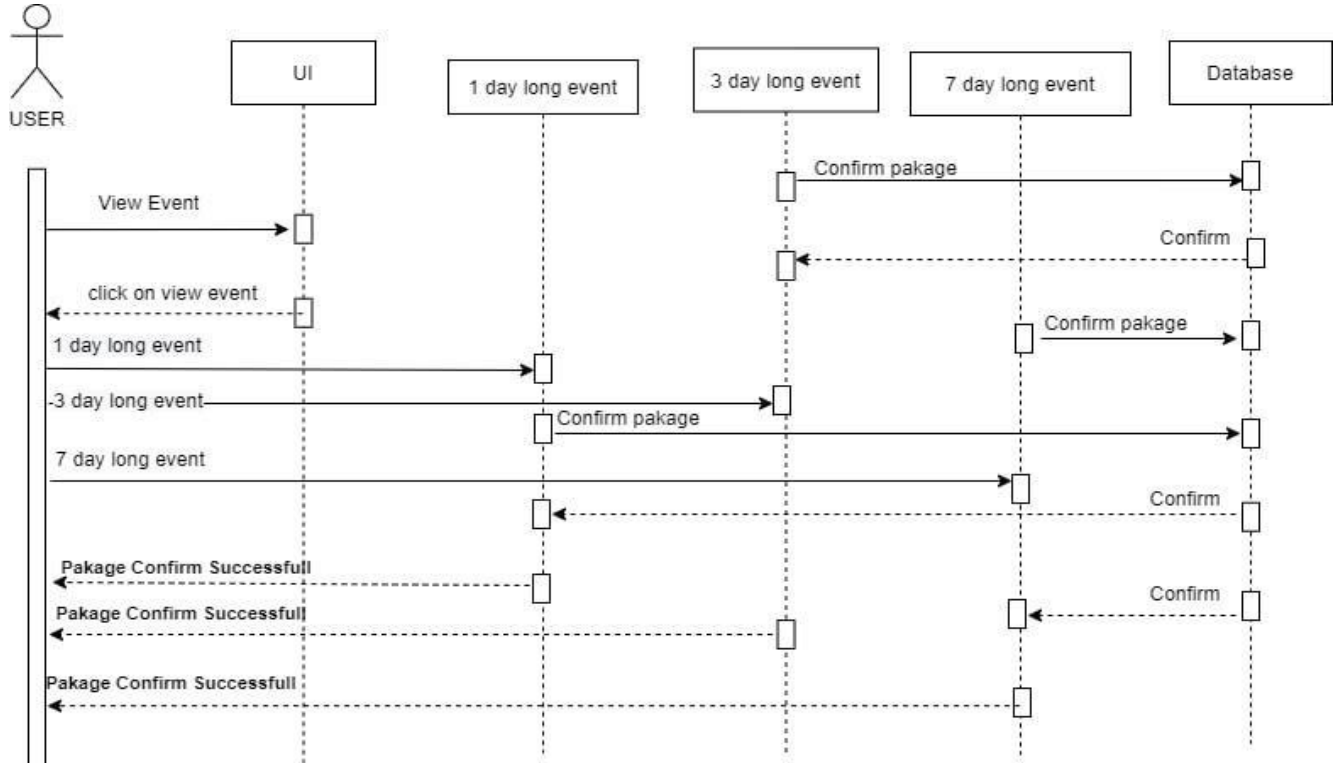 USER
UI
1 day long event
3 day long event
7 day long event
Database
Confirm pakage
View Event
Confirm
click on view event
Confirm pakage
1 day long event
3 day long event
Confirm pakage
7 day long event
Confirm
Pakage Confirm Successfull
Confirm
Pakage Confirm Successfull
Pakage Confirm Successfull